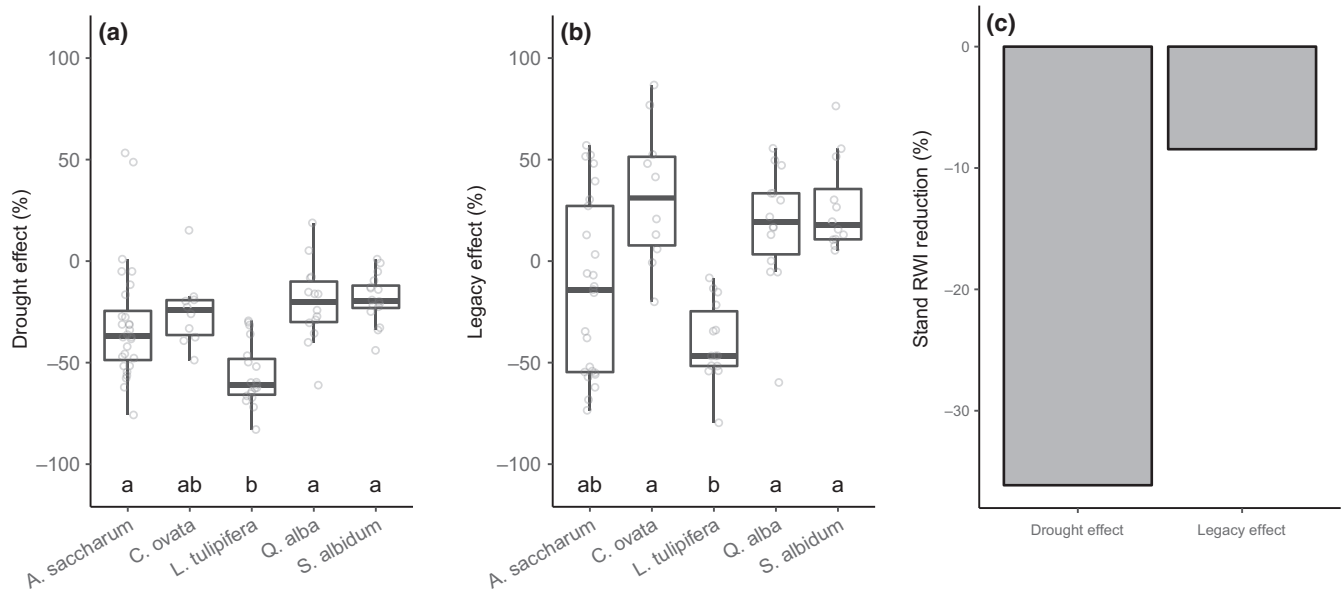 (a)
Drought effect (%)
100
50
0
−50
−100
a ab b a a
A. saccharum
C. ovata
L. tulipifera
Q. alba
S. albidum
(b)
Legacy effect (%)
100
50
0
−50
−100
ab a b a a
A. saccharum
C. ovata
L. tulipifera
Q. alba
S. albidum
(c)
Stand RWI reduction (%)
0
−10
−20
−30
Drought effect
Legacy effect